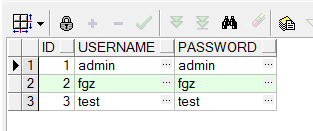 ID USERNAME PASSWORD
1 1 admin ... admin ...
2 2 fgz ... fgz ...
3 3 test ... test ...